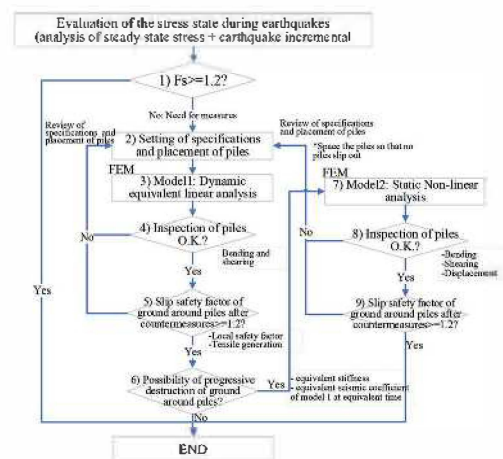 Evaluation of the stress state during earthquakes
(analysis of steady state stress + earthquake incremental
1) Fs>=1.2?
No: Need for measures
Review of
specifications and
placement of piles
Review of specifications
and placement of piles
*Space the piles so that no
piles slip out
2) Setting of specifications
and placement of piles
FEM
3) Model1: Dynamic
equivalent linear analysis
FEM
7) Model2: Static Non-linear
analysis
4) Inspection of piles
O.K.?
No
Bending and
shearing
Yes
8) Inspection of piles
O.K.?
No
-Bending
-Shearing
-Displacement
Yes
Yes
5) Slip safety factor of
ground around piles after
countermeasures>=1.2?
-Local safety factor
-Tensile generation
Yes
9) Slip safety factor of
ground around piles after
countermeasures>=1.2?
Yes
6) Possibility of progressive
destruction of ground
around piles?
Yes
- equivalent stiffness
- equivalent seismic coefficient
of model 1 at equivalent time
No
END